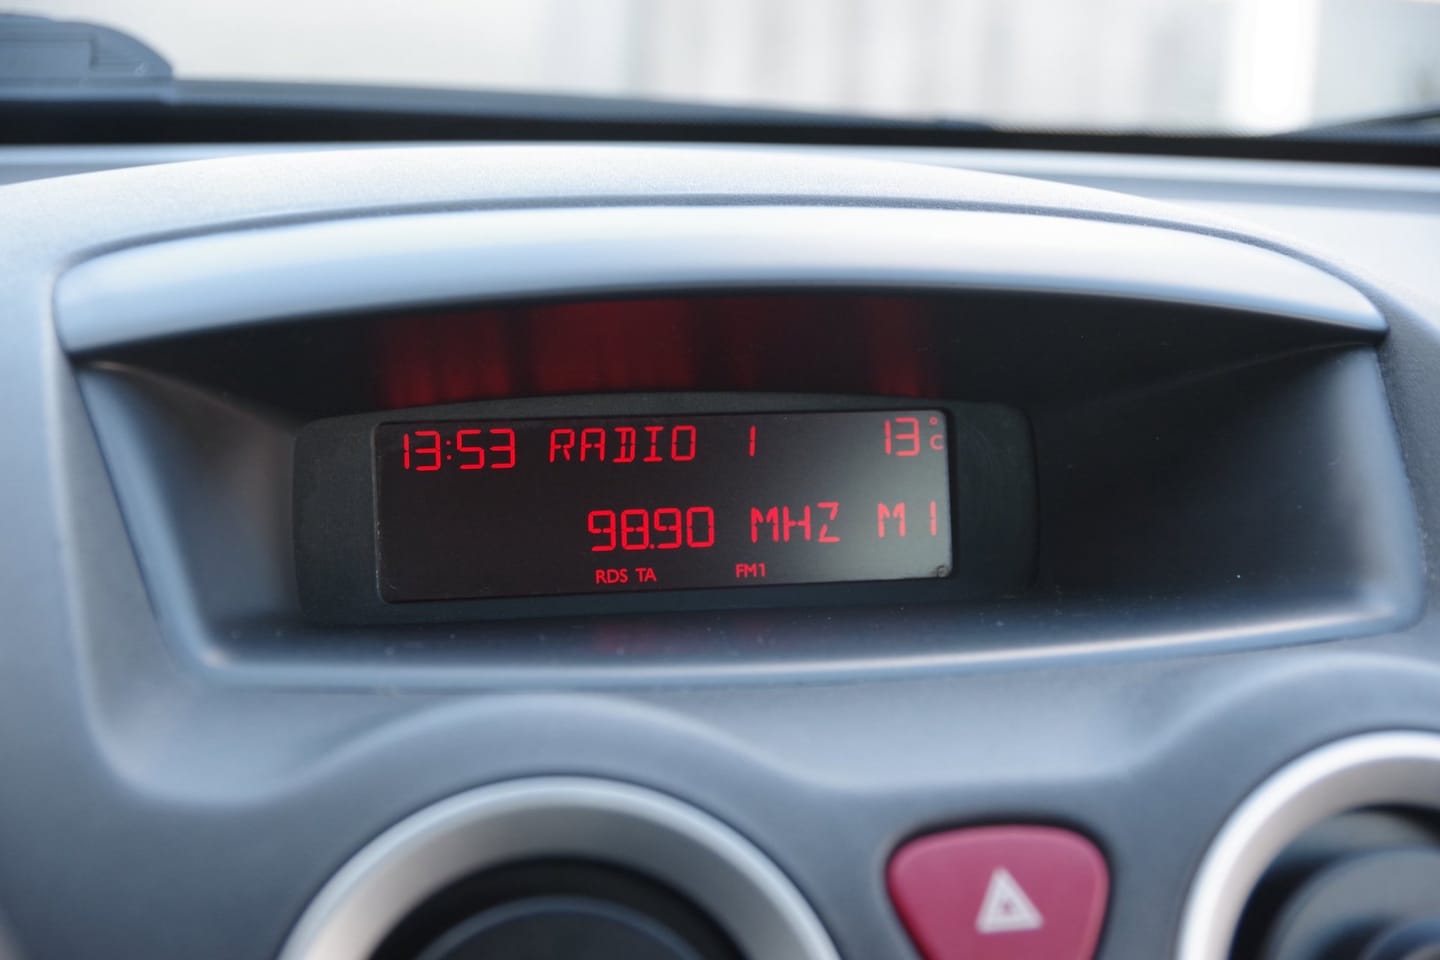 13:53 RADIO 1 13°C
98.90 MHZ M1
RDS TA FM1